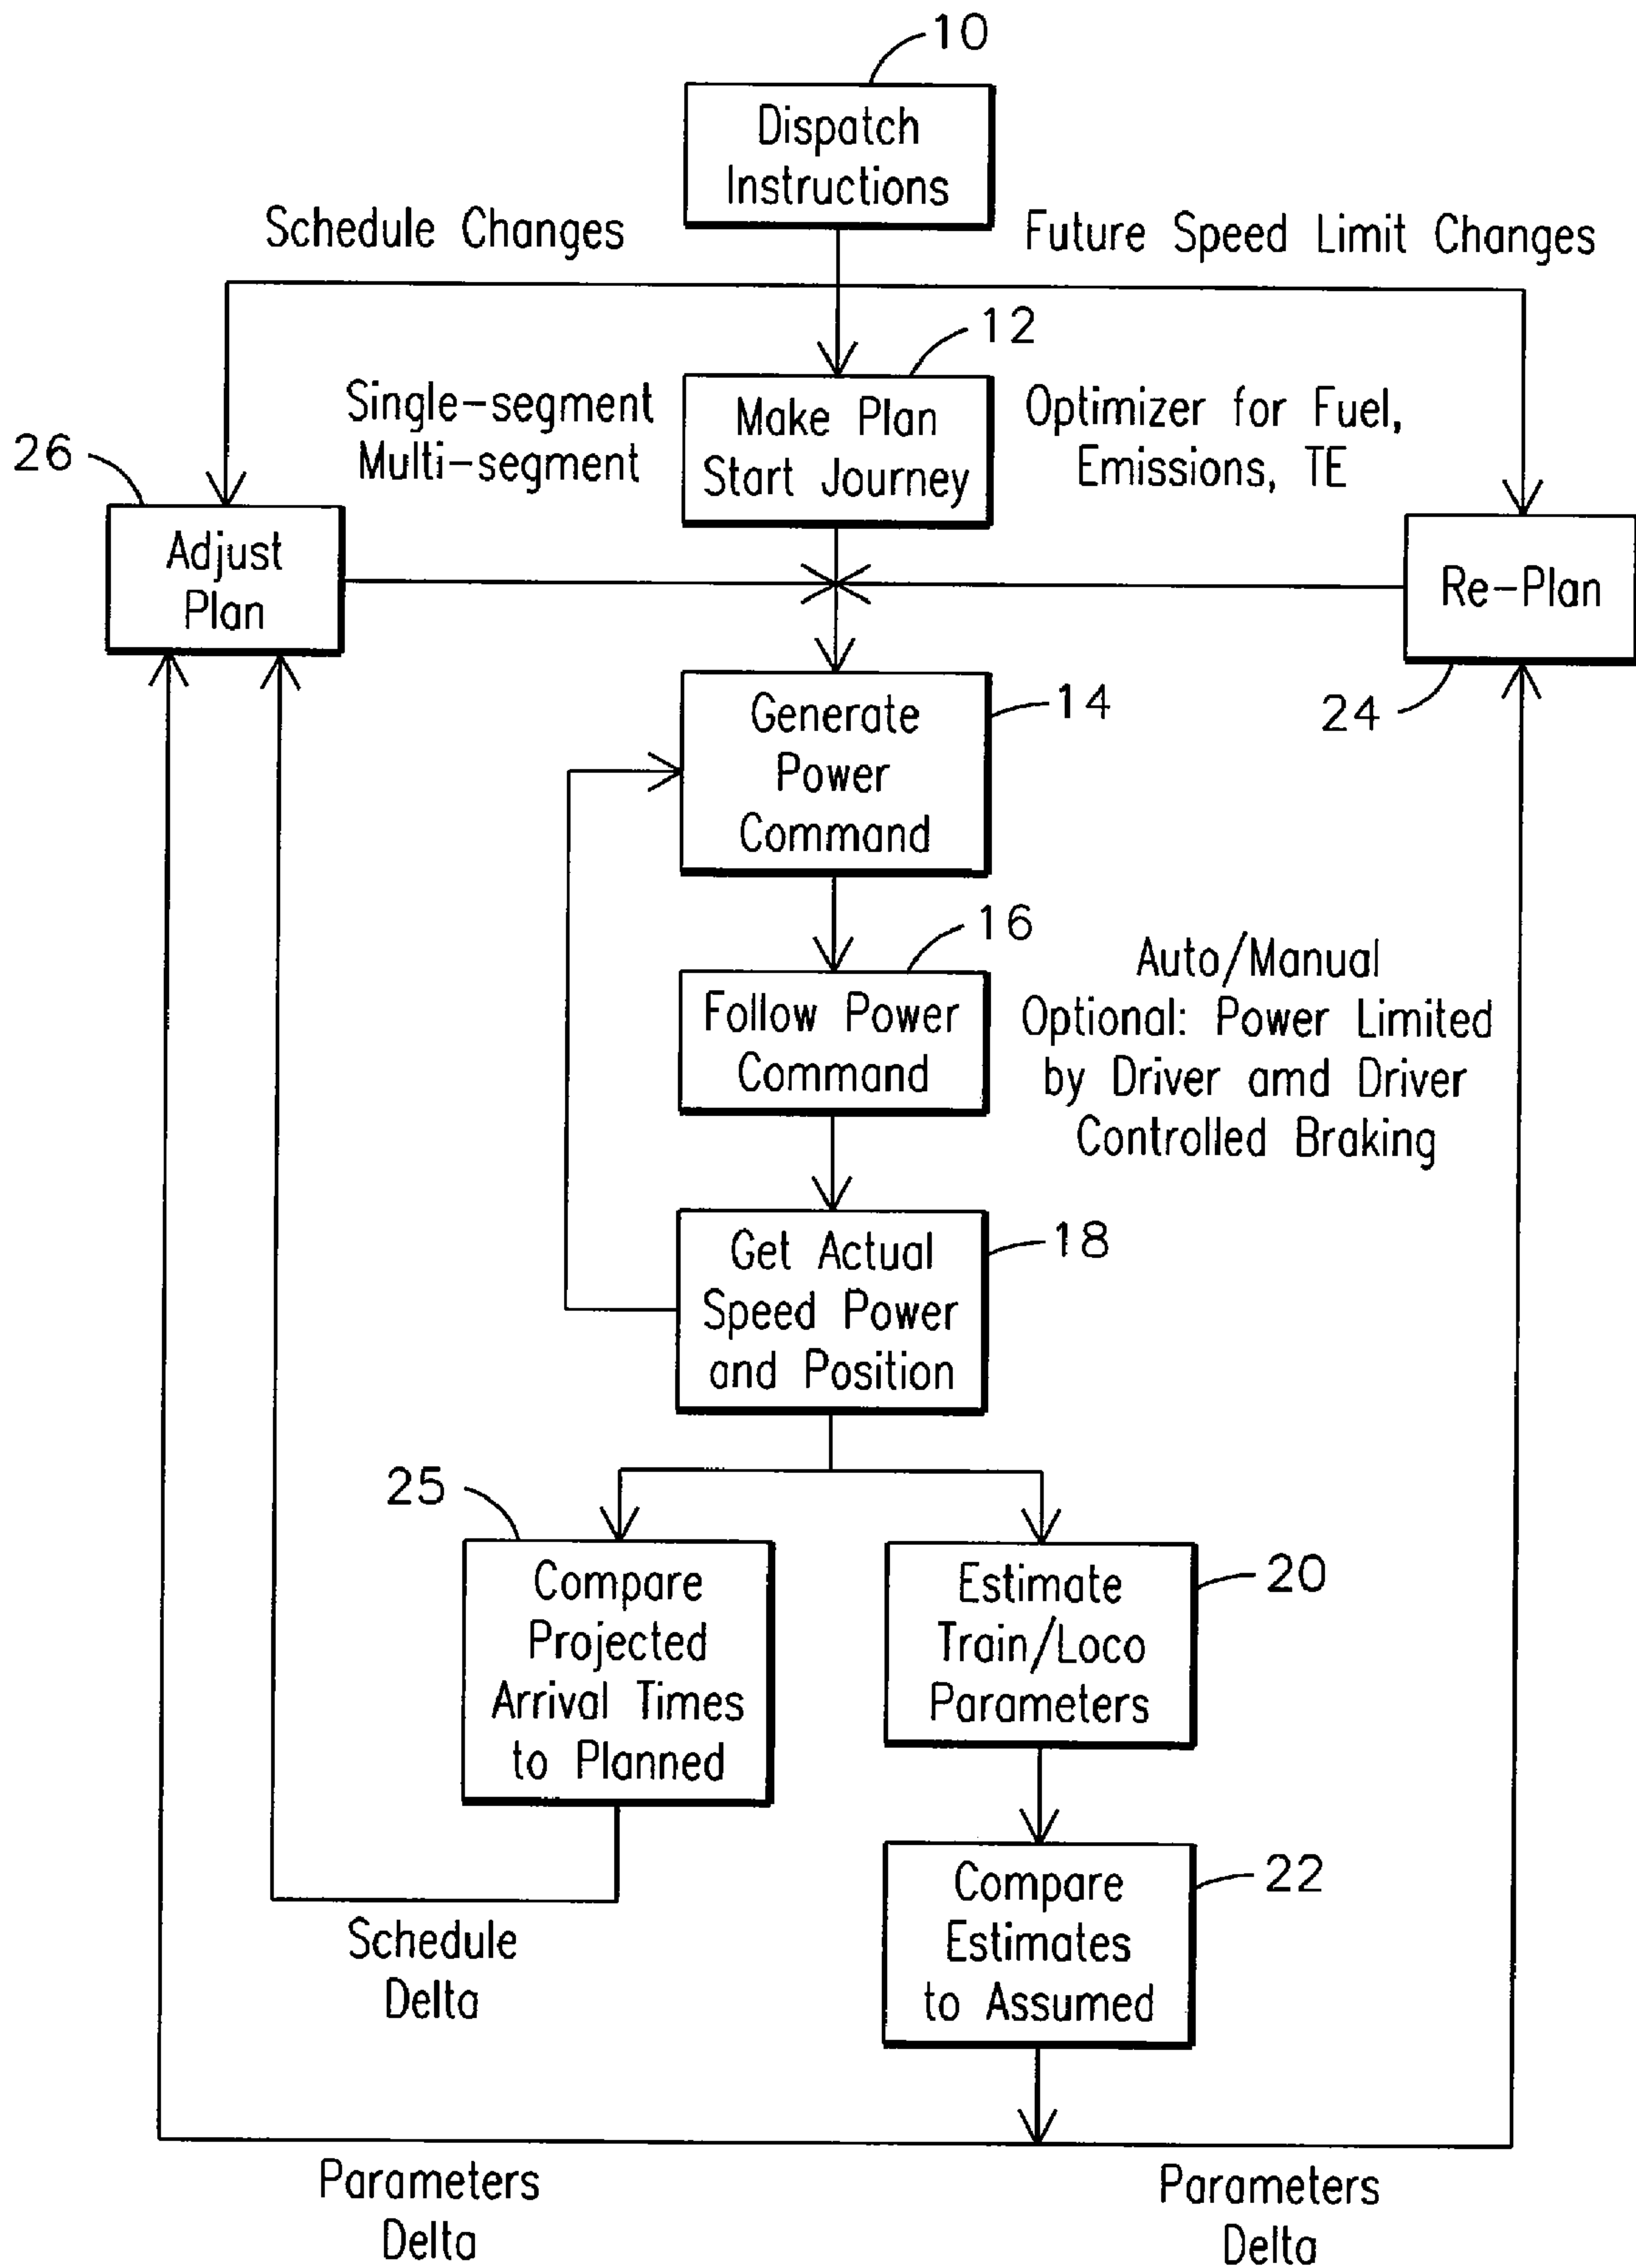 10
Dispatch
Instructions
Schedule Changes
Future Speed Limit Changes
12
Single-segment
Multi-segment
Make Plan
Start Journey
Optimizer for Fuel,
Emissions, TE
26
Adjust
Plan
Re-Plan
24
Generate
Power
Command
14
16
Follow Power
Command
Auto/Manual
Optional: Power Limited
by Driver amd Driver
Controlled Braking
Get Actual
Speed Power
and Position
18
25
Compare
Projected
Arrival Times
to Planned
Estimate
Train/Loco
Parameters
20
Schedule
Delta
Compare
Estimates
to Assumed
22
Parameters
Delta
Parameters
Delta